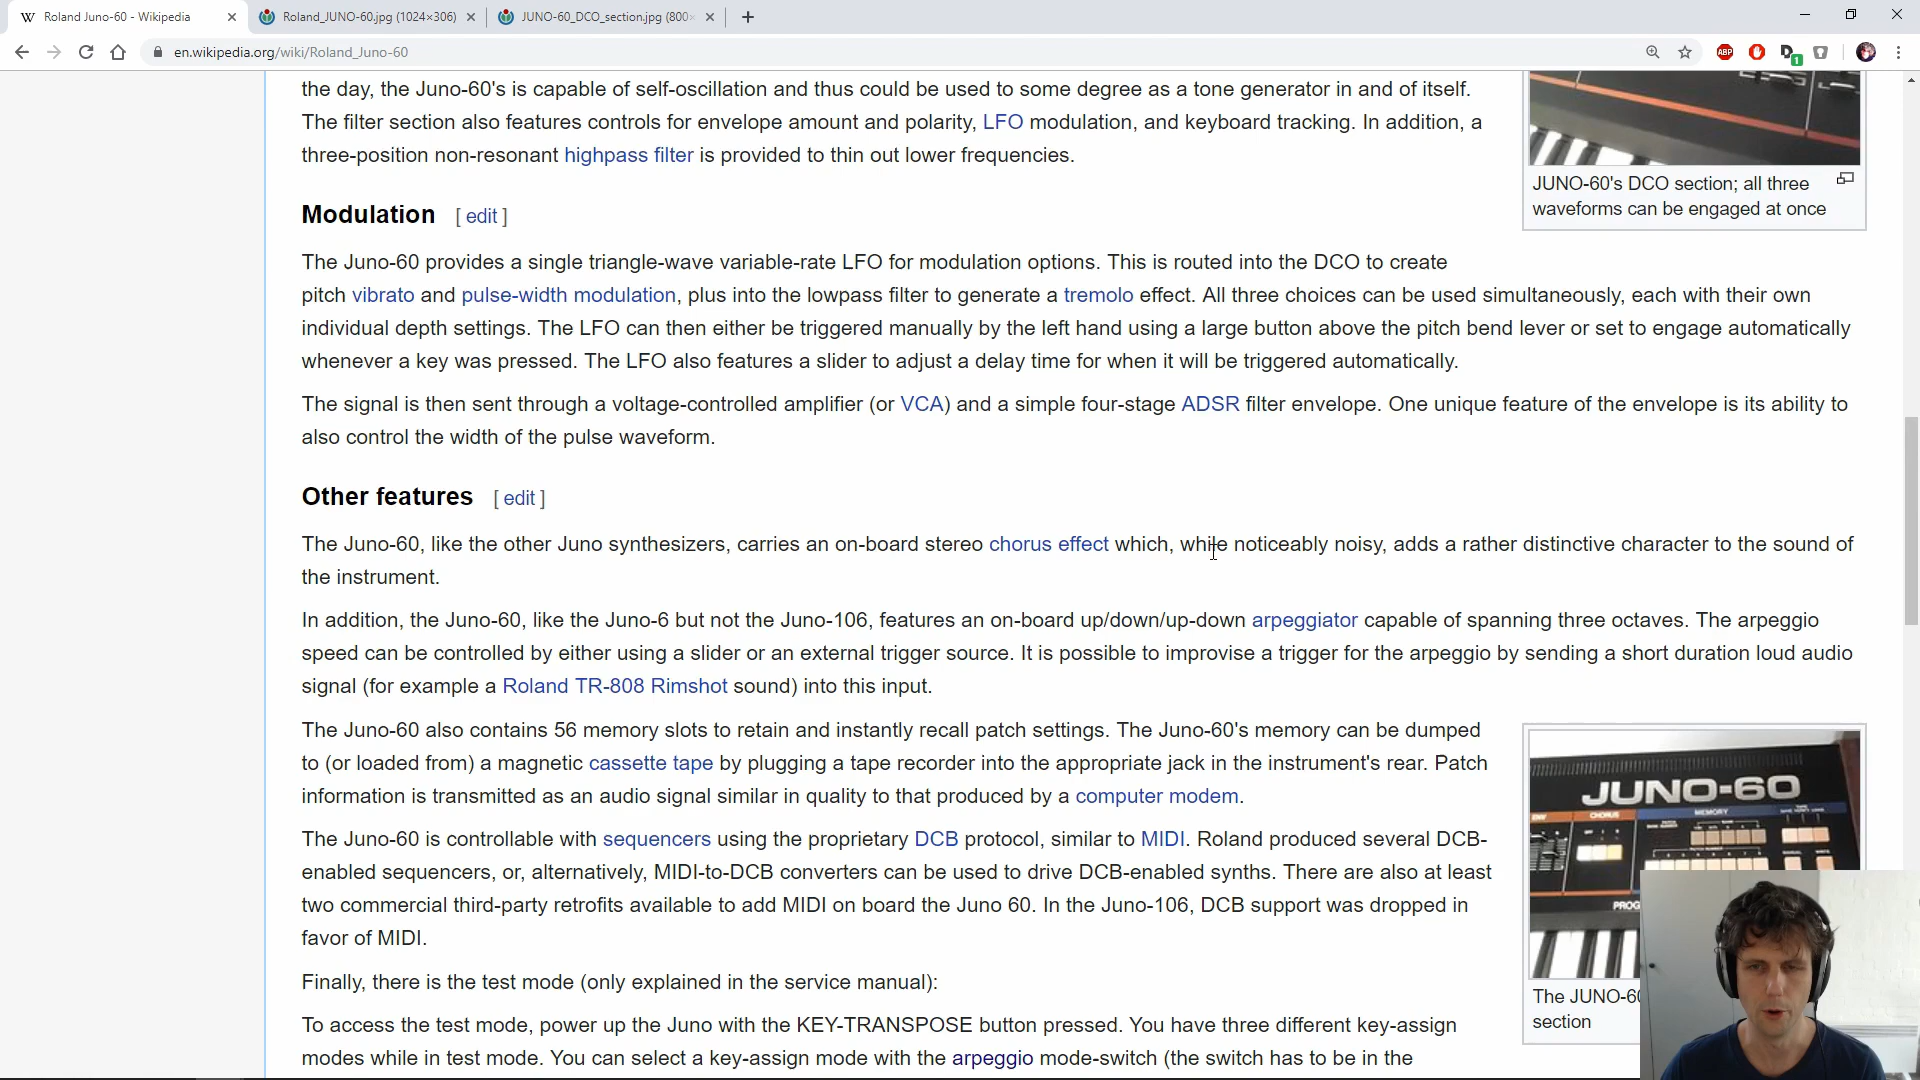 Roland Juno-60 - Wikipedia
Roland_JUNO-60.jpg (1024×306)
JUNO-60_DCO_section.jpg (800×
en.wikipedia.org/wiki/Roland_Juno-60
ABP
1
the day, the Juno-60's is capable of self-oscillation and thus could be used to some degree as a tone generator in and of itself.
The filter section also features controls for envelope amount and polarity, LFO modulation, and keyboard tracking. In addition, a
three-position non-resonant highpass filter is provided to thin out lower frequencies.
JUNO-60's DCO section; all three
waveforms can be engaged at once
Modulation [ edit ]
The Juno-60 provides a single triangle-wave variable-rate LFO for modulation options. This is routed into the DCO to create
pitch vibrato and pulse-width modulation, plus into the lowpass filter to generate a tremolo effect. All three choices can be used simultaneously, each with their own
individual depth settings. The LFO can then either be triggered manually by the left hand using a large button above the pitch bend lever or set to engage automatically
whenever a key was pressed. The LFO also features a slider to adjust a delay time for when it will be triggered automatically.
The signal is then sent through a voltage-controlled amplifier (or VCA) and a simple four-stage ADSR filter envelope. One unique feature of the envelope is its ability to
also control the width of the pulse waveform.
Other features [ edit ]
The Juno-60, like the other Juno synthesizers, carries an on-board stereo chorus effect which, while noticeably noisy, adds a rather distinctive character to the sound of
the instrument.
In addition, the Juno-60, like the Juno-6 but not the Juno-106, features an on-board up/down/up-down arpeggiator capable of spanning three octaves. The arpeggio
speed can be controlled by either using a slider or an external trigger source. It is possible to improvise a trigger for the arpeggio by sending a short duration loud audio
signal (for example a Roland TR-808 Rimshot sound) into this input.
The Juno-60 also contains 56 memory slots to retain and instantly recall patch settings. The Juno-60's memory can be dumped
to (or loaded from) a magnetic cassette tape by plugging a tape recorder into the appropriate jack in the instrument's rear. Patch
information is transmitted as an audio signal similar in quality to that produced by a computer modem.
The Juno-60 is controllable with sequencers using the proprietary DCB protocol, similar to MIDI. Roland produced several DCB-
enabled sequencers, or, alternatively, MIDI-to-DCB converters can be used to drive DCB-enabled synths. There are also at least
two commercial third-party retrofits available to add MIDI on board the Juno 60. In the Juno-106, DCB support was dropped in
favor of MIDI.
JUNO-60
ENV CHORUS MEMORY
PROG
The JUNO-60
section
Finally, there is the test mode (only explained in the service manual):
To access the test mode, power up the Juno with the KEY-TRANSPOSE button pressed. You have three different key-assign
modes while in test mode. You can select a key-assign mode with the arpeggio mode-switch (the switch has to be in the